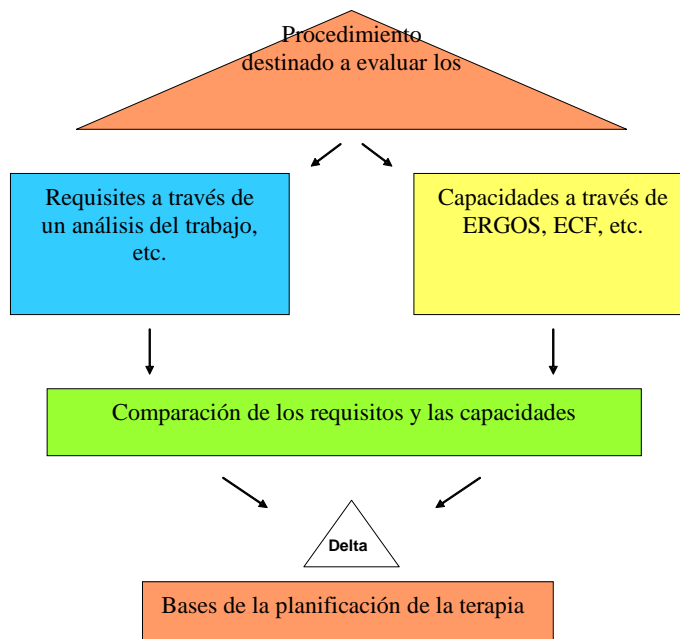 Procedimiento
destinado a evaluar los
Requisites a través de
un análisis del trabajo,
etc.
Capacidades a través de
ERGOS, ECF, etc.
Comparación de los requisitos y las capacidades
Delta
Bases de la planificación de la terapia